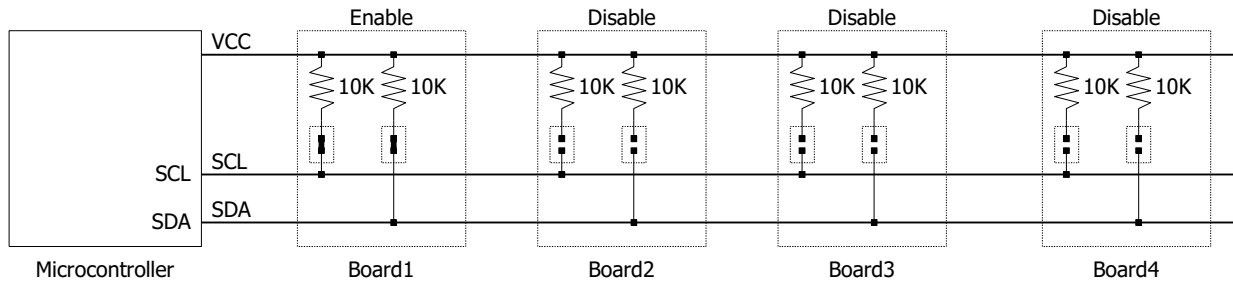 Enable Disable Disable Disable
VCC
10K 10K 10K 10K 10K 10K 10K 10K
SCL SCL
SDA SDA
Microcontroller Board1 Board2 Board3 Board4